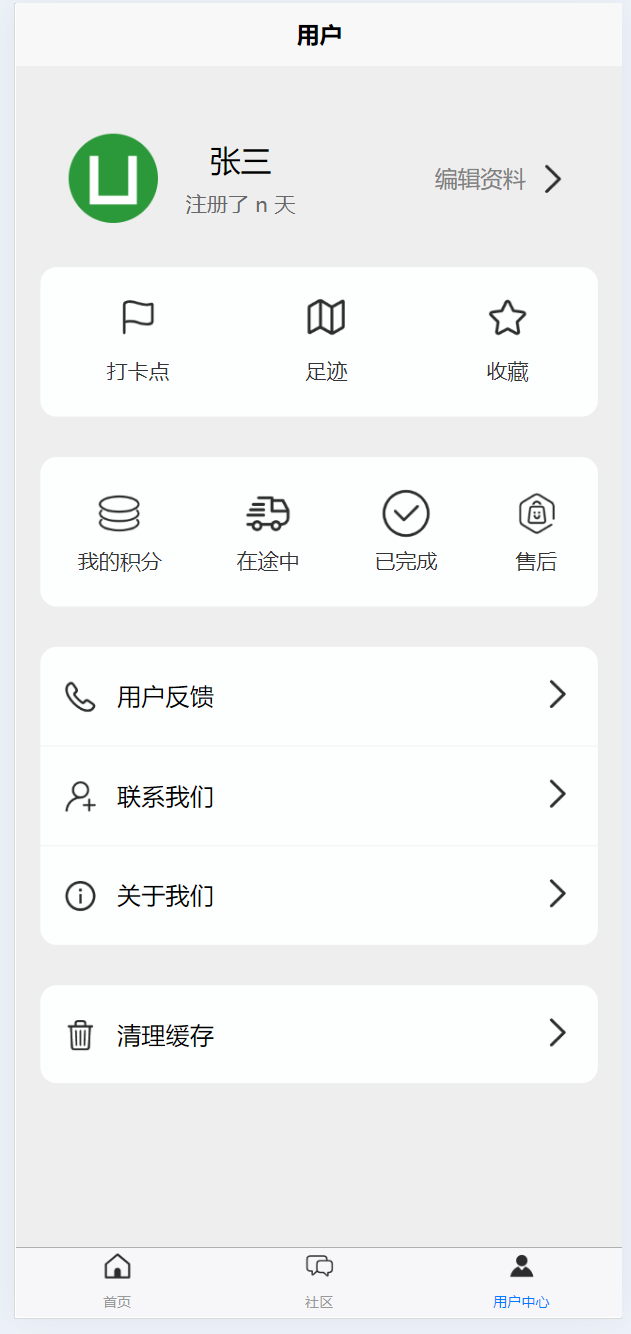 用户
张三
注册了 n 天
编辑资料
打卡点 足迹 收藏
我的积分 在途中 已完成 售后
用户反馈
联系我们
关于我们
清理缓存
首页 社区 用户中心